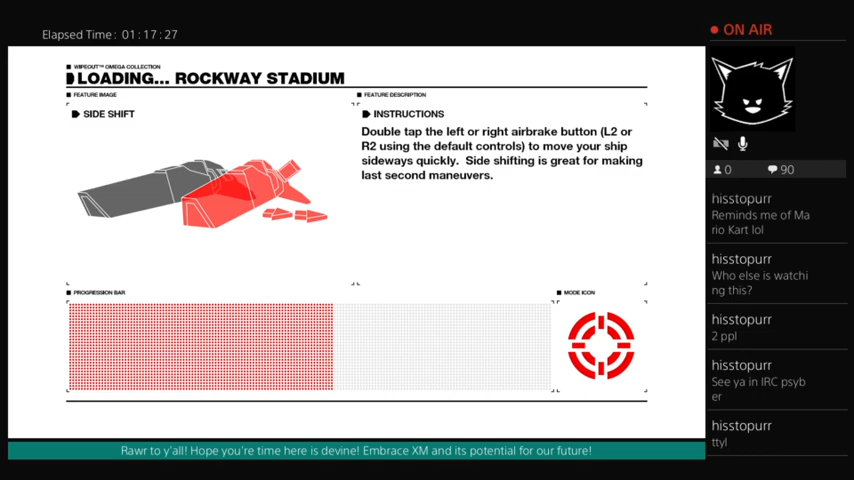 Elapsed Time : 01:17:27
ON AIR
WIPEOUT™ OMEGA COLLECTION
LOADING... ROCKWAY STADIUM
FEATURE IMAGE
FEATURE DESCRIPTION
SIDE SHIFT
INSTRUCTIONS
Double tap the left or right airbrake button (L2 or
R2 using the default controls) to move your ship
sideways quickly. Side shifting is great for making
last second maneuvers.
PROGRESSION BAR
MODE ICON
0
90
hisstopurr
Reminds me of Ma
rio Kart lol
hisstopurr
Who else is watchi
ng this?
hisstopurr
2 ppl
hisstopurr
See ya in IRC psyb
er
hisstopurr
ttyl
Rawr to y'all! Hope you're time here is devine! Embrace XM and its potential for our future!